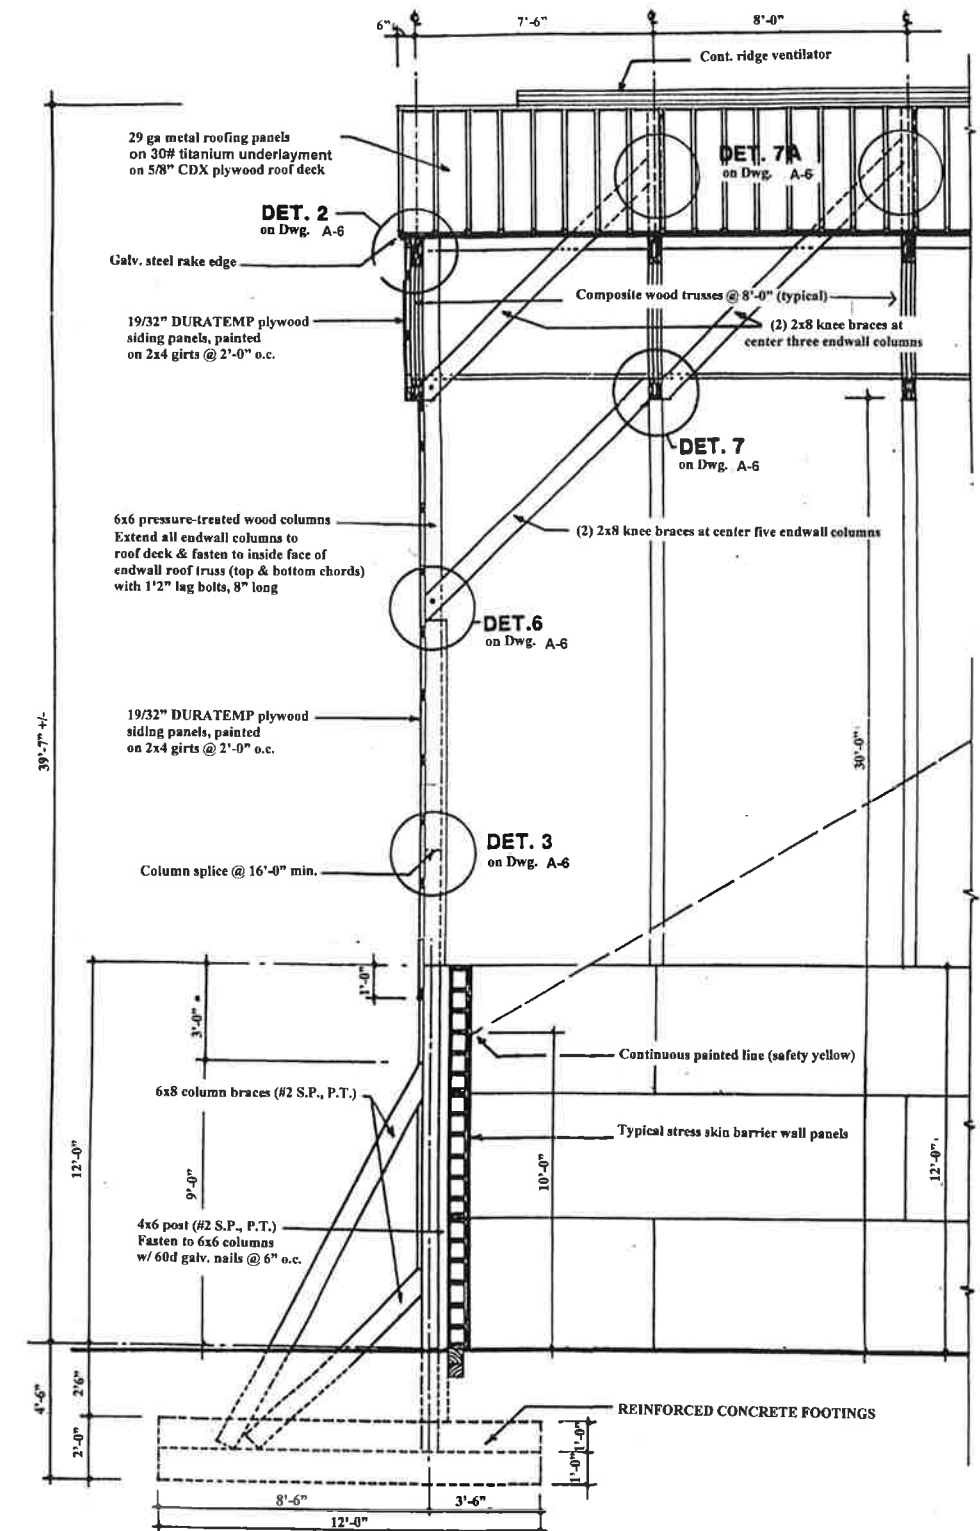 6"
7'-6"
8'-0"
Cont. ridge ventilator
29 ga metal roofing panels
on 30# titanium underlayment
on 5/8" CDX plywood roof deck
DET. 7A
on Dwg. A-6
DET. 2
on Dwg. A-6
Galv. steel rake edge
Composite wood trusses @ 8'-0" (typical)
19/32" DURATEMP plywood
siding panels, painted
on 2x4 girts @ 2'-0" o.c.
(2) 2x8 knee braces at
center three endwall columns
DET. 7
on Dwg. A-6
6x6 pressure-treated wood columns
Extend all endwall columns to
roof deck & fasten to inside face of
endwall roof truss (top & bottom chords)
with 1'2" lag bolts, 8" long
(2) 2x8 knee braces at center five endwall columns
DET.6
on Dwg. A-6
19/32" DURATEMP plywood
siding panels, painted
on 2x4 girts @ 2'-0" o.c.
39'-7" +/-
30'-0"
DET. 3
on Dwg. A-6
Column splice @ 16'-0" min.
1'-0"
3'-0"
Continuous painted line (safety yellow)
6x8 column braces (#2 S.P., P.T.)
Typical stress skin barrier wall panels
12'-0"
9'-0"
10'-0"
12'-0"
4x6 post (#2 S.P., P.T.)
Fasten to 6x6 columns
w/ 60d galv. nails @ 6" o.c.
4'-6"
2'6"
2'-0"
REINFORCED CONCRETE FOOTINGS
1'-0"
1'-0"
8'-6"
3'-6"
12'-0"